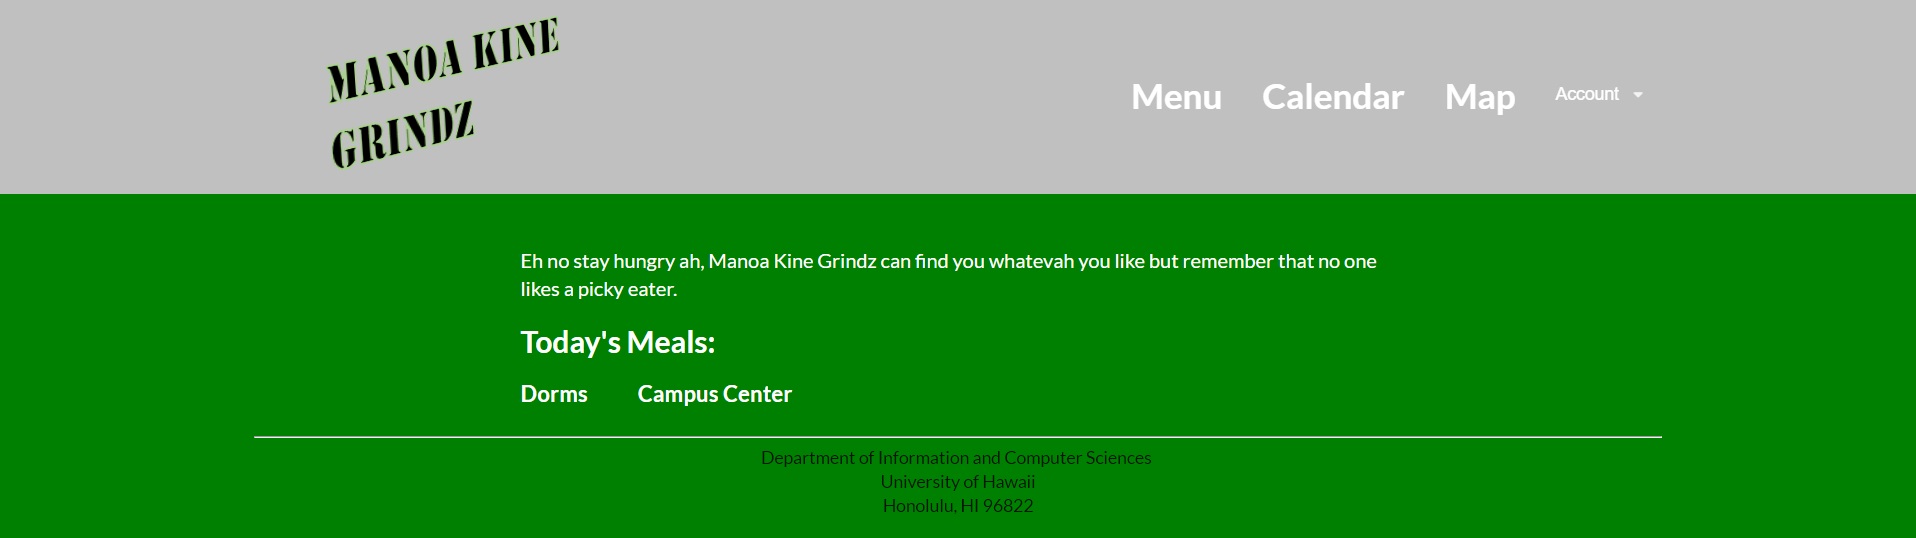 MANOA KINE
GRINDZ
Menu Calendar Map Account
Eh no stay hungry ah, Manoa Kine Grindz can find you whatevah you like but remember that no one
likes a picky eater.
Today's Meals:
Dorms Campus Center
Department of Information and Computer Sciences
University of Hawaii
Honolulu, HI 96822